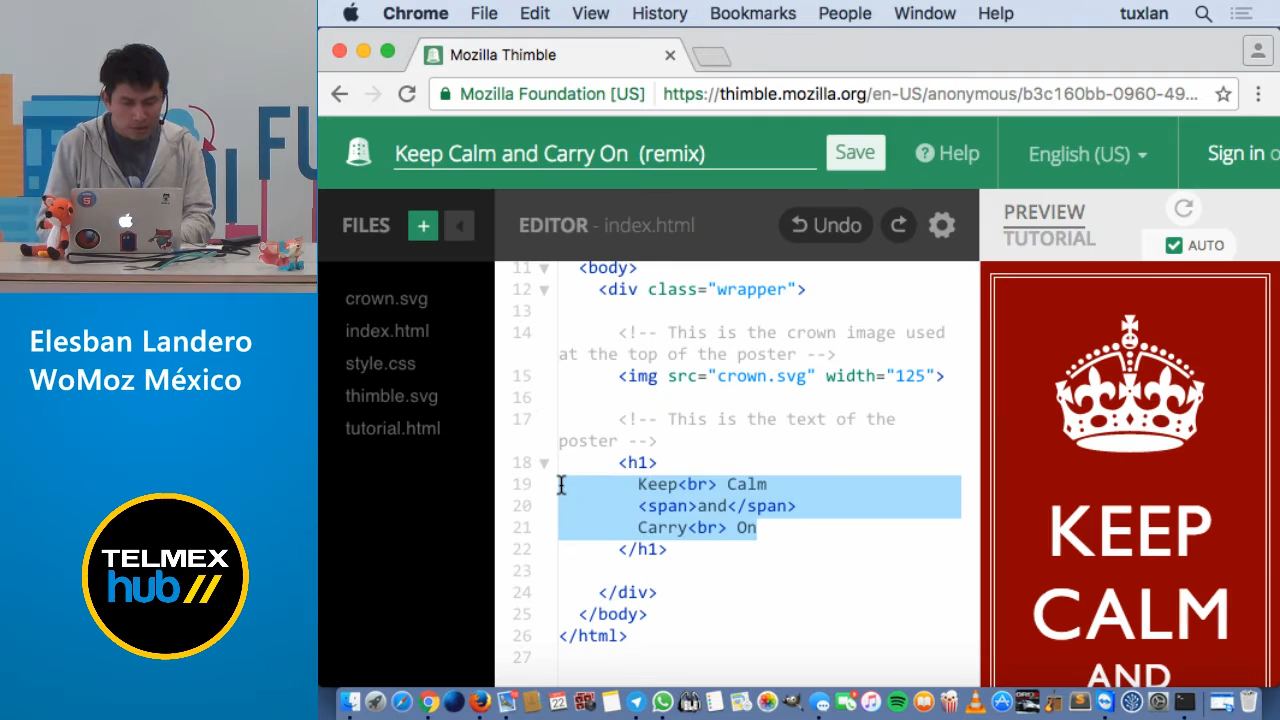 Chrome File Edit View History Bookmarks People Window Help tuxlan
Mozilla Thimble
Mozilla Foundation [US] https://thimble.mozilla.org/en-US/anonymous/b3c160bb-0960-49...
Keep Calm and Carry On (remix) Save Help English (US) Sign in o
FILES EDITOR - index.html Undo PREVIEW
TUTORIAL
AUTO
crown.svg
index.html
style.css
thimble.svg
tutorial.html
11 <body>
12 <div class="wrapper">
13
14 <!-- This is the crown image used
at the top of the poster -->
15 <img src="crown.svg" width="125">
16
17 <!-- This is the text of the
poster -->
18 <h1>
19 Keep<br> Calm
20 <span>and</span>
21 Carry<br> On
22 </h1>
23
24 </div>
25 </body>
26 </html>
27
KEEP
CALM
AND
FU
5
Elesban Landero
WoMoz México
TELMEX
hub //
22